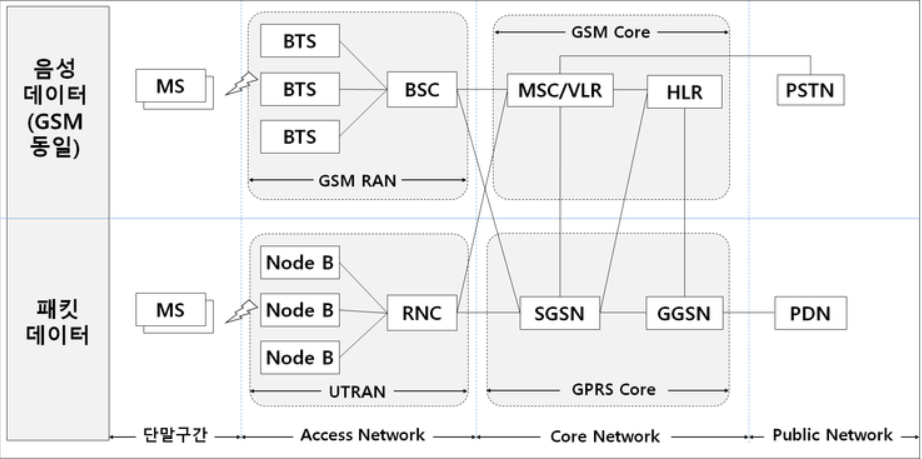 음성
데이터
(GSM
동일)
MS
BTS
BTS
BTS
BSC
GSM RAN
GSM Core
MSC/VLR
HLR
PSTN
패킷
데이터
MS
Node B
Node B
Node B
RNC
UTRAN
SGSN
GGSN
GPRS Core
PDN
단말구간
Access Network
Core Network
Public Network